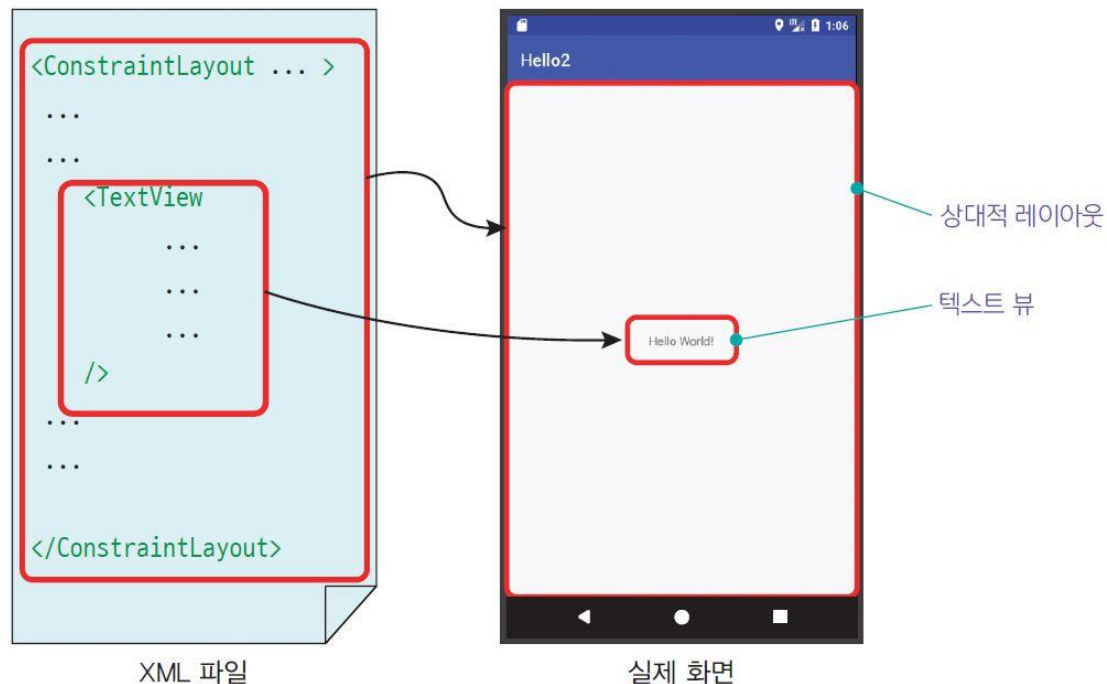 <ConstraintLayout ... >
...
...
<TextView
...
...
...
/>
...
...
</ConstraintLayout>
XML 파일
1:06
Hello2
Hello World!
실제 화면
상대적 레이아웃
텍스트 뷰